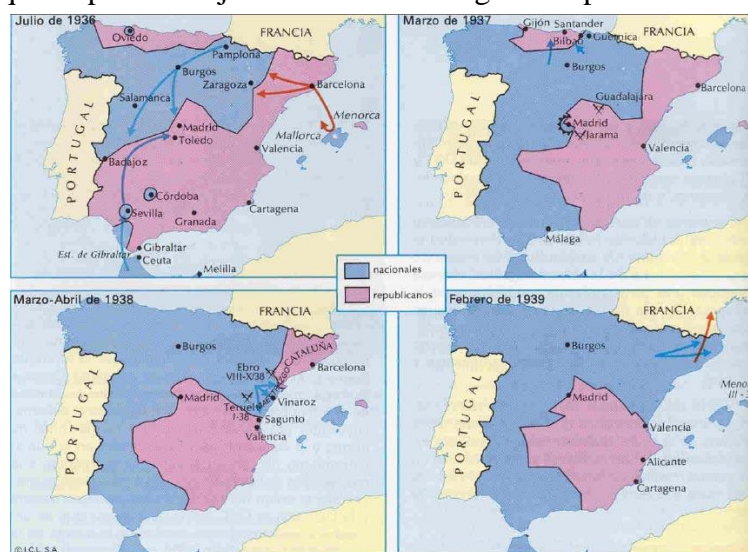 Julio de 1936
FRANCIA
Oviedo
Pamplona
Burgos
Zaragoza
Barcelona
Salamanca
Menorca
Mallorca
Madrid
Toledo
PORTUGAL
Badajoz
Valencia
Córdoba
Sevilla
Granada
Cartagena
Gibraltar
Est. de Gibraltar
Ceuta
Melilla
Marzo de 1937
Gijón
Santander
FRANCIA
Bilbao
Guernica
Burgos
Guadalajara
Barcelona
Madrid
Jarama
PORTUGAL
Valencia
Málaga
nacionales
republicanos
Marzo-Abril de 1938
FRANCIA
Burgos
Ebro
VIII-X/38
CATALUÑA
Barcelona
Madrid
Teruel
I-38
Vinaroz
Sagunto
Valencia
PORTUGAL
Febrero de 1939
FRANCIA
Burgos
Madrid
Valencia
Alicante
Cartagena
PORTUGAL
© I.C.L. S.A.